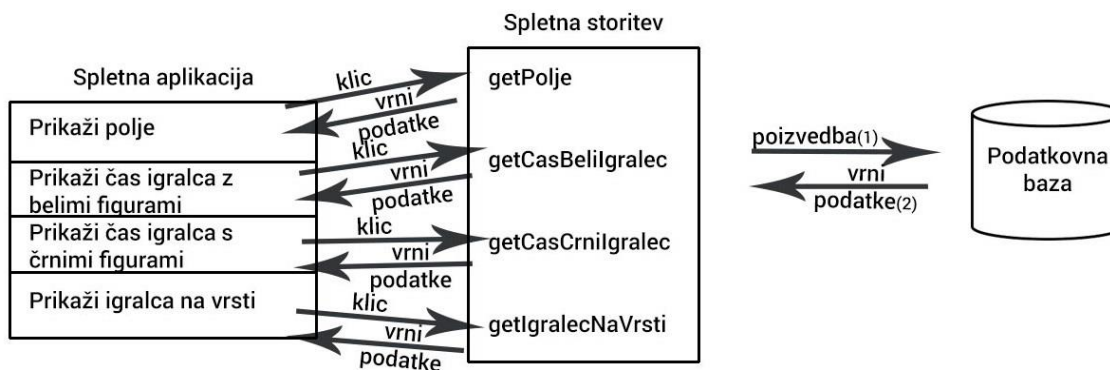 Spletna storitev
Spletna aplikacija
Prikaži polje
Prikaži čas igralca z
belimi figurami
Prikaži čas igralca s
črnimi figurami
Prikaži igralca na vrsti
klic
vrni
podatke
klic
vrni
podatke
klic
vrni
podatke
klic
vrni
podatke
getPolje
getCasBeliIgralec
getCasCrniIgralec
getIgralecNaVrsti
poizvedba(1)
vrni
podatke(2)
Podatkovna
baza